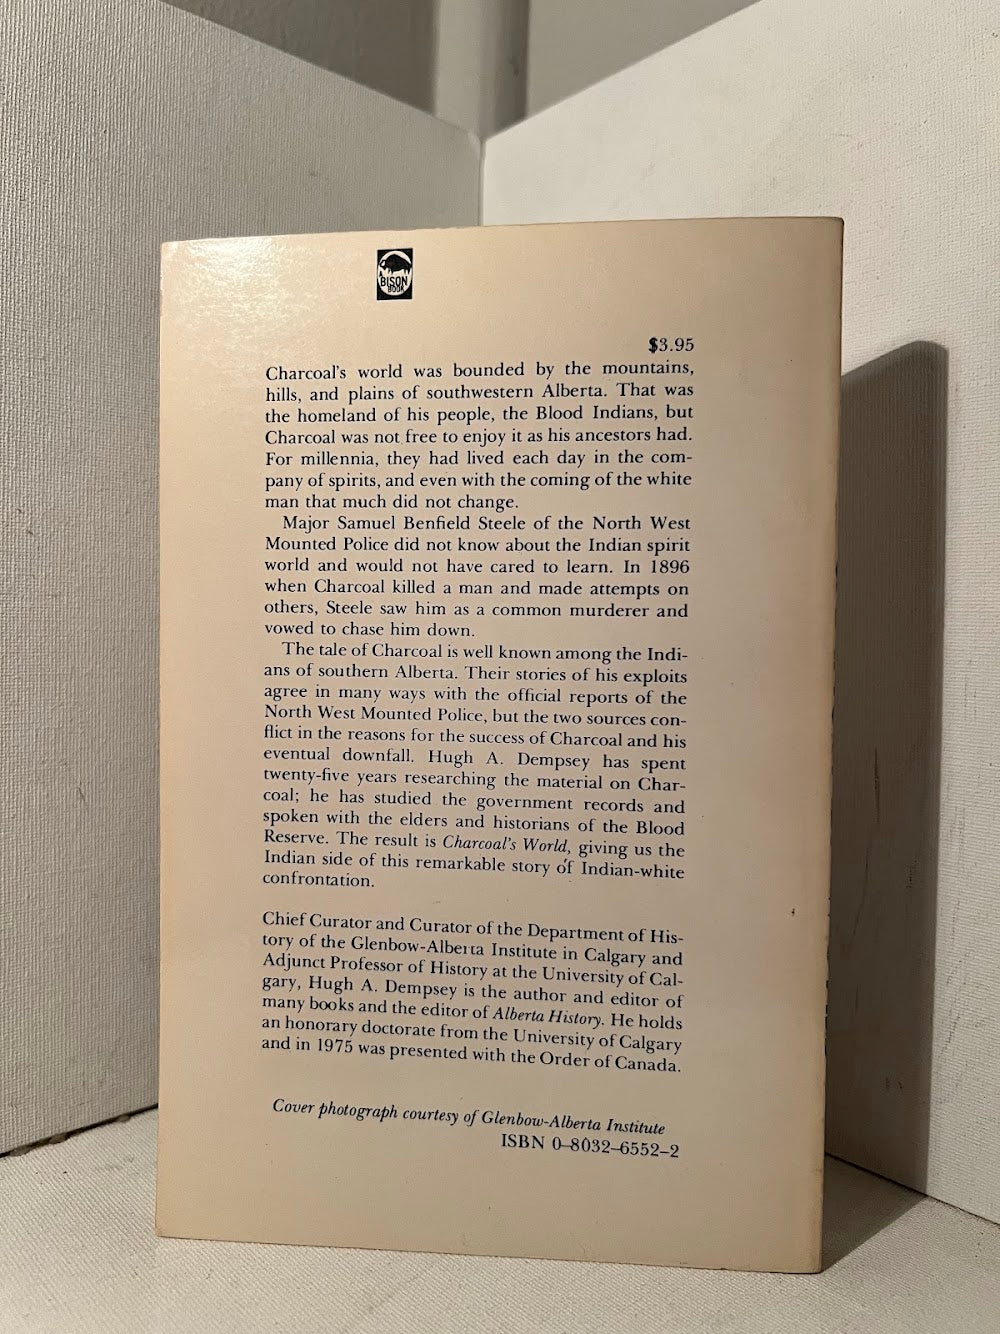 A
BISON
BOOK
$3.95
Charcoal's world was bounded by the mountains,
hills, and plains of southwestern Alberta. That was
the homeland of his people, the Blood Indians, but
Charcoal was not free to enjoy it as his ancestors had.
For millennia, they had lived each day in the com-
pany of spirits, and even with the coming of the white
man that much did not change.
Major Samuel Benfield Steele of the North West
Mounted Police did not know about the Indian spirit
world and would not have cared to learn. In 1896
when Charcoal killed a man and made attempts on
others, Steele saw him as a common murderer and
vowed to chase him down.
The tale of Charcoal is well known among the Indi-
ans of southern Alberta. Their stories of his exploits
agree in many ways with the official reports of the
North West Mounted Police, but the two sources con-
flict in the reasons for the success of Charcoal and his
eventual downfall. Hugh A. Dempsey has spent
twenty-five years researching the material on Char-
coal; he has studied the government records and
spoken with the elders and historians of the Blood
Reserve. The result is Charcoal's World, giving us the
Indian side of this remarkable story of Indian-white
confrontation.
Chief Curator and Curator of the Department of His-
tory of the Glenbow-Alberta Institute in Calgary and
Adjunct Professor of History at the University of Cal-
gary, Hugh A. Dempsey is the author and editor of
many books and the editor of Alberta History. He holds
an honorary doctorate from the University of Calgary
and in 1975 was presented with the Order of Canada.
Cover photograph courtesy of Glenbow-Alberta Institute
ISBN 0–8032–6552–2